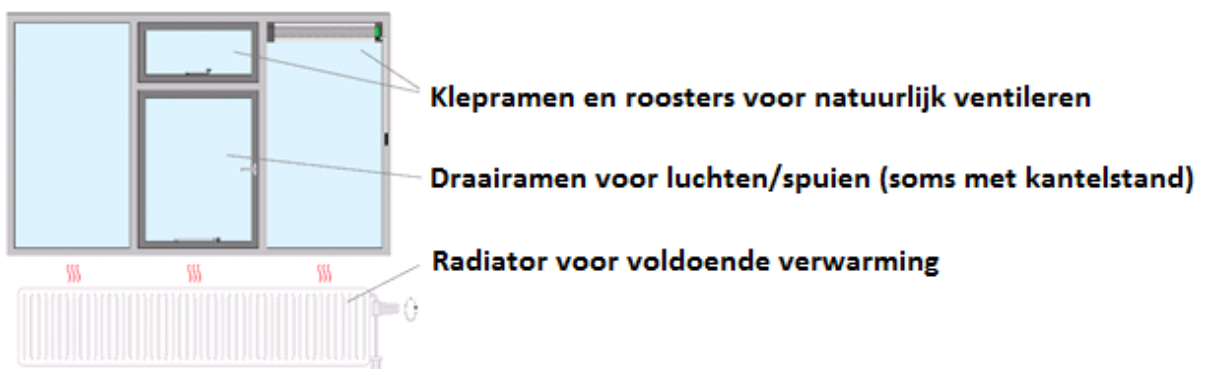 Klepramen en roosters voor natuurlijk ventileren
Draairamen voor luchten/spuien (soms met kantelstand)
Radiator voor voldoende verwarming